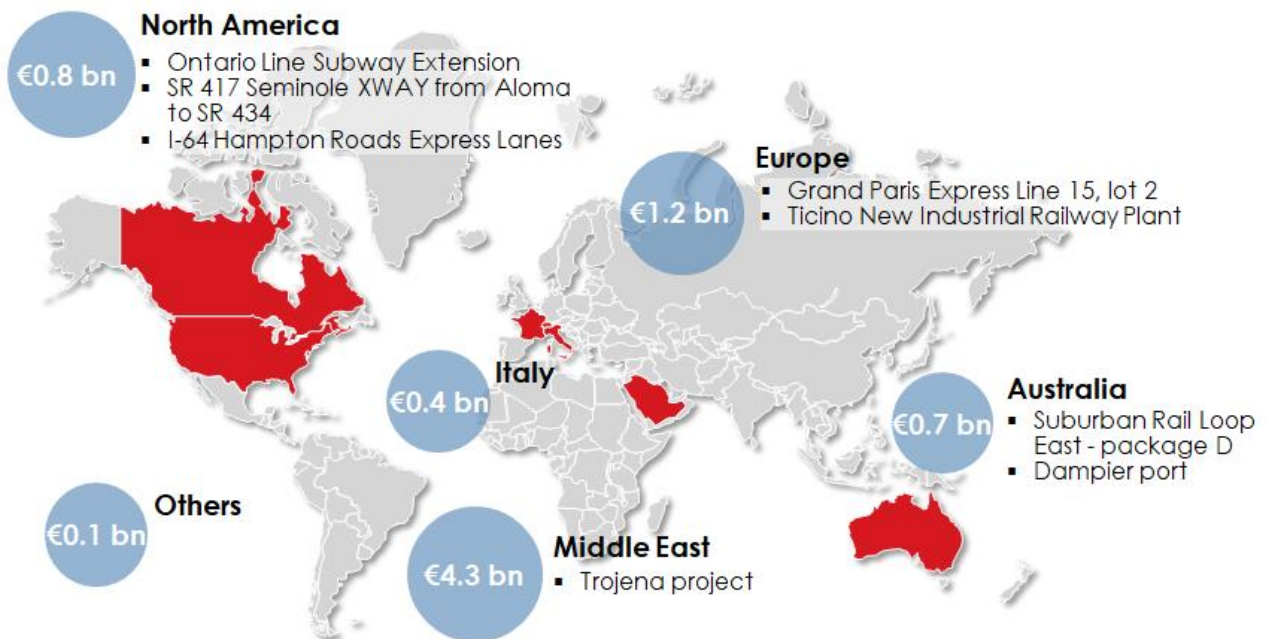 North America
€0.8 bn
▪ Ontario Line Subway Extension
▪ SR 417 Seminole XWAY from Aloma
to SR 434
▪ I-64 Hampton Roads Express Lanes
Europe
€1.2 bn
▪ Grand Paris Express Line 15, lot 2
▪ Ticino New Industrial Railway Plant
Italy
€0.4 bn
Australia
€0.7 bn
▪ Suburban Rail Loop
East - package D
▪ Dampier port
Others
€0.1 bn
Middle East
€4.3 bn
▪ Trojena project